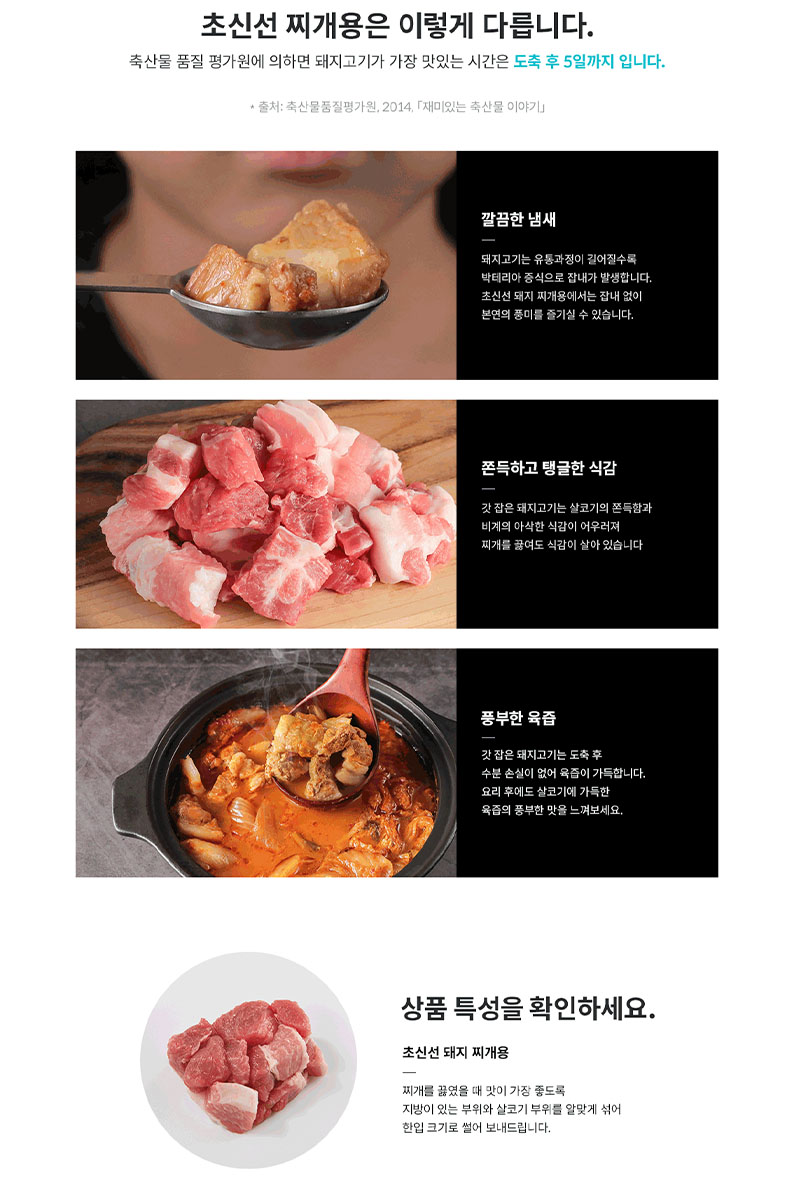 초신선 찌개용은 이렇게 다릅니다.
축산물 품질 평가원에 의하면 돼지고기가 가장 맛있는 시간은 도축 후 5일까지 입니다.
* 출처: 축산물품질평가원, 2014, 「재미있는 축산물 이야기」
깔끔한 냄새
돼지고기는 유통과정이 길어질수록
박테리아 증식으로 잡내가 발생합니다.
초신선 돼지 찌개용에서는 잡내 없이
본연의 풍미를 즐기실 수 있습니다.
쫀득하고 탱글한 식감
갓 잡은 돼지고기는 살코기의 쫀득함과
비계의 아삭한 식감이 어우러져
찌개를 끓여도 식감이 살아 있습니다
풍부한 육즙
갓 잡은 돼지고기는 도축 후
수분 손실이 없어 육즙이 가득합니다.
요리 후에도 살코기에 가득한
육즙의 풍부한 맛을 느껴보세요.
상품 특성을 확인하세요.
초신선 돼지 찌개용
찌개를 끓였을 때 맛이 가장 좋도록
지방이 있는 부위와 살코기 부위를 알맞게 섞어
한입 크기로 썰어 보내드립니다.